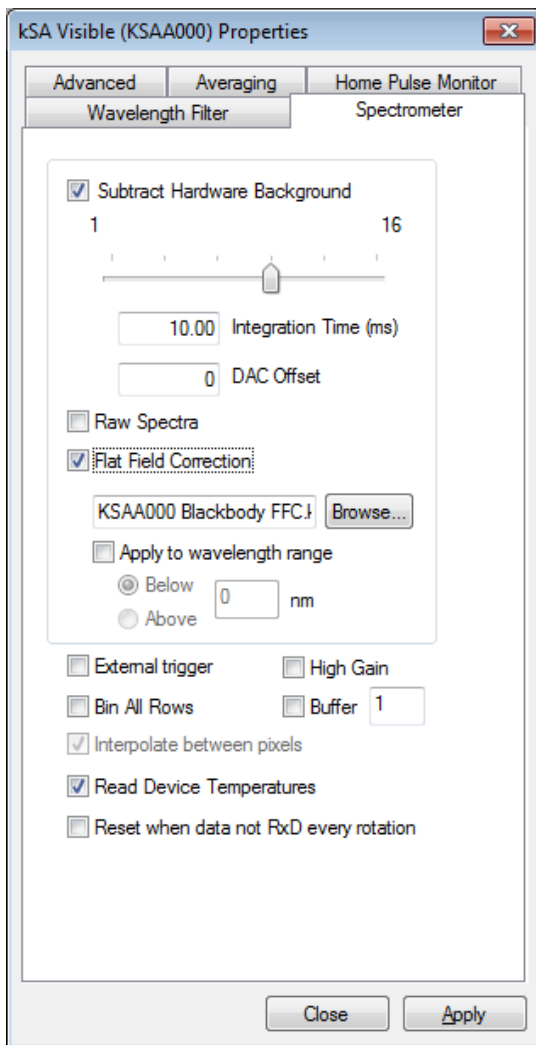 kSA Visible (KSAA000) Properties
Advanced Averaging Home Pulse Monitor
Wavelength Filter Spectrometer
Subtract Hardware Background
1 16
10.00 Integration Time (ms)
0 DAC Offset
Raw Spectra
Flat Field Correction
KSAA000 Blackbody FFC.k Browse...
Apply to wavelength range
Below
0 nm
Above
External trigger High Gain
Bin All Rows Buffer 1
Interpolate between pixels
Read Device Temperatures
Reset when data not RxD every rotation
Close Apply